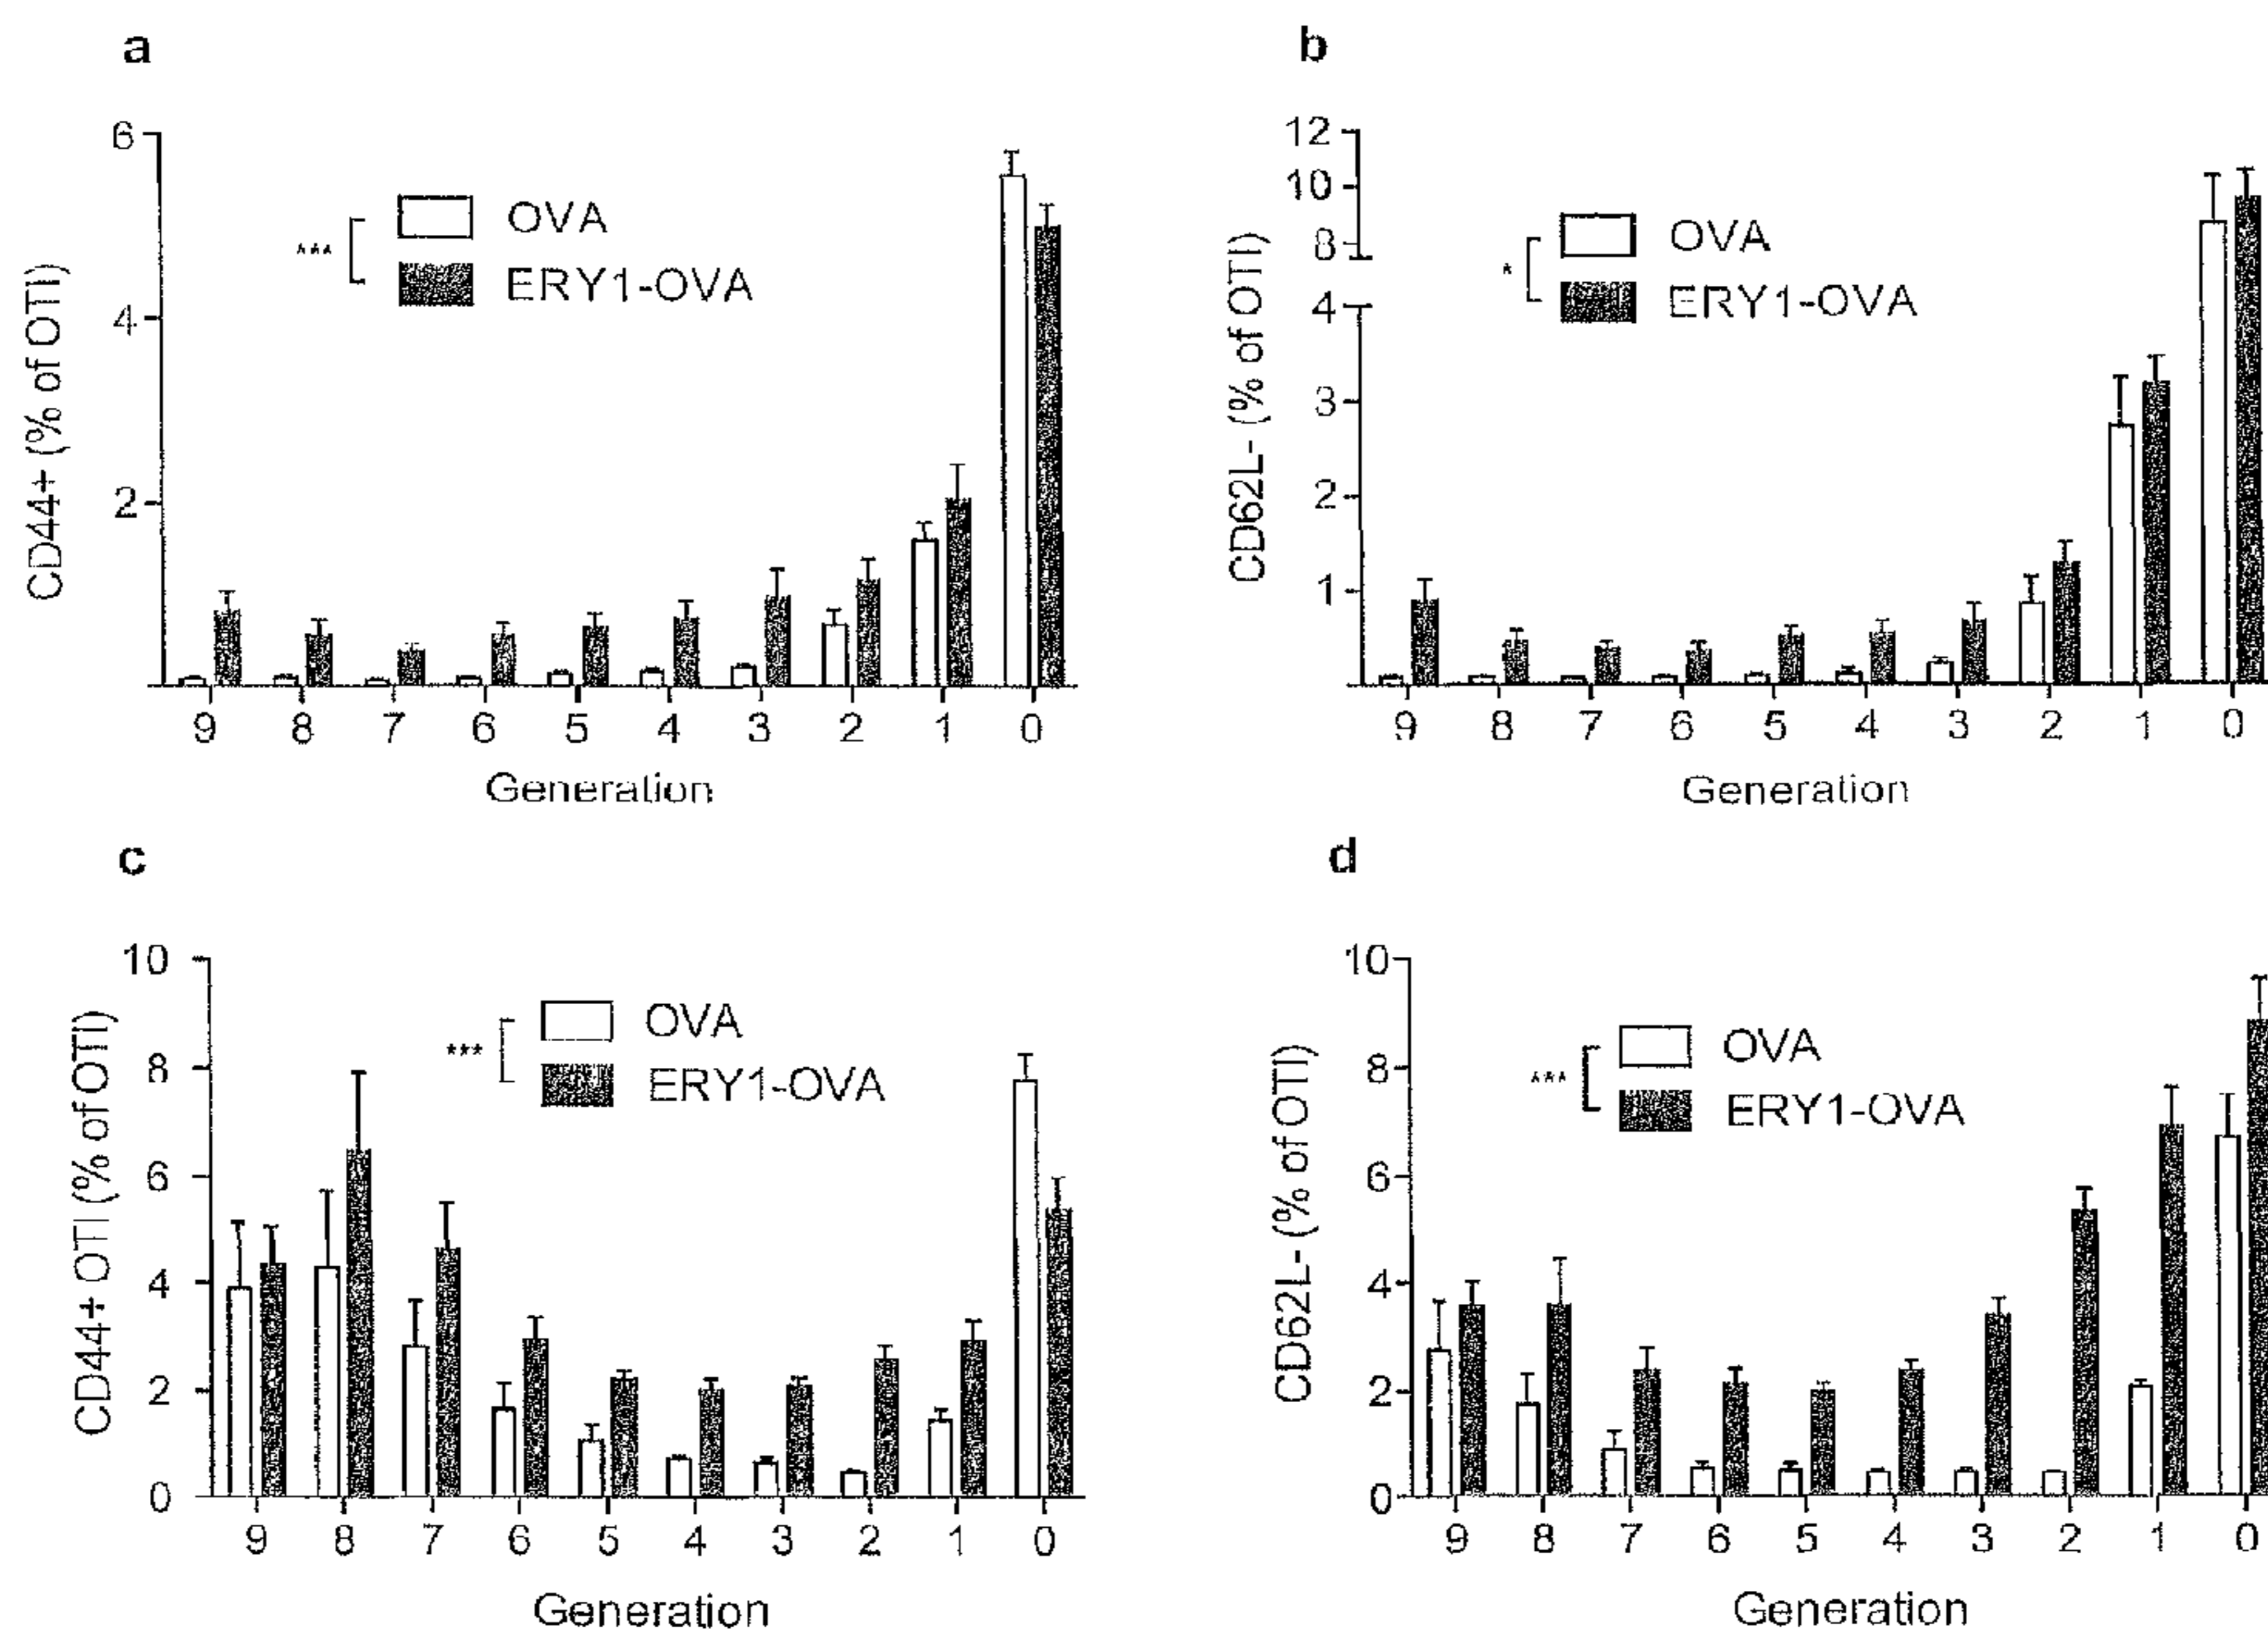 a
6
4
2
CD44+ (% of OTI)
***
OVA
ERY1-OVA
9 8 7 6 5 4 3 2 1 0
Generation
b
12
10
8
4
3
2
1
CD62L- (% of OTI)
*
OVA
ERY1-OVA
9 8 7 6 5 4 3 2 1 0
Generation
c
10
8
6
4
2
0
CD44+ OTI (% of OTI)
***
OVA
ERY1-OVA
9 8 7 6 5 4 3 2 1 0
Generation
d
10
8
6
4
2
0
CD62L- (% of OTI)
***
OVA
ERY1-OVA
9 8 7 6 5 4 3 2 1 0
Generation